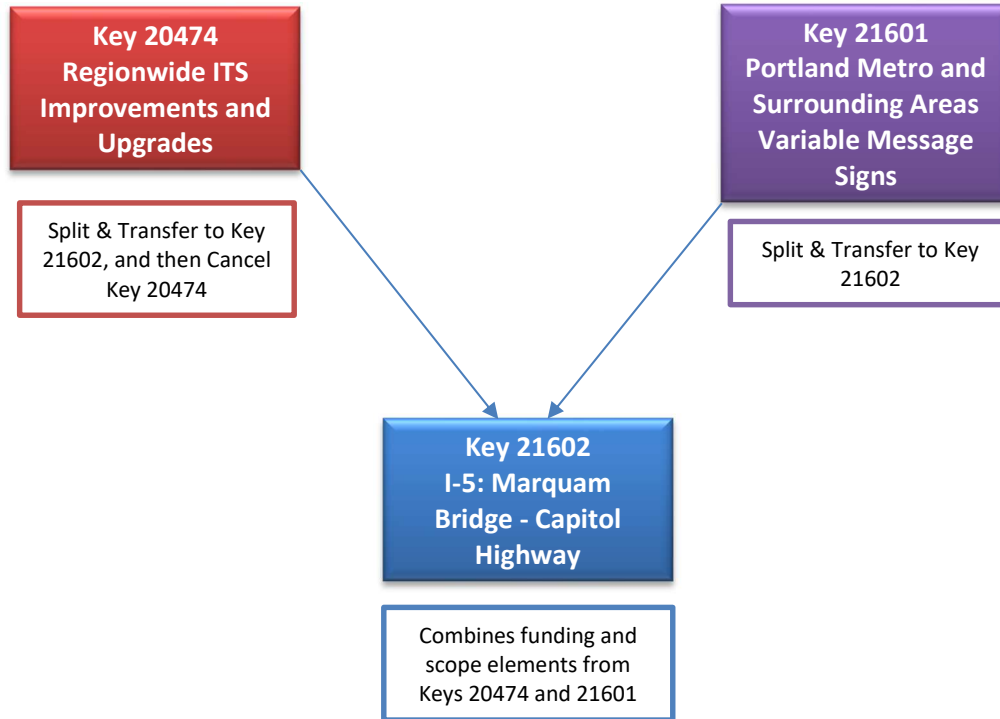 Key 20474
Regionwide ITS
Improvements and
Upgrades
Split & Transfer to Key
21602, and then Cancel
Key 20474
Key 21601
Portland Metro and
Surrounding Areas
Variable Message
Signs
Split & Transfer to Key
21602
Key 21602
I-5: Marquam
Bridge - Capitol
Highway
Combines funding and
scope elements from
Keys 20474 and 21601